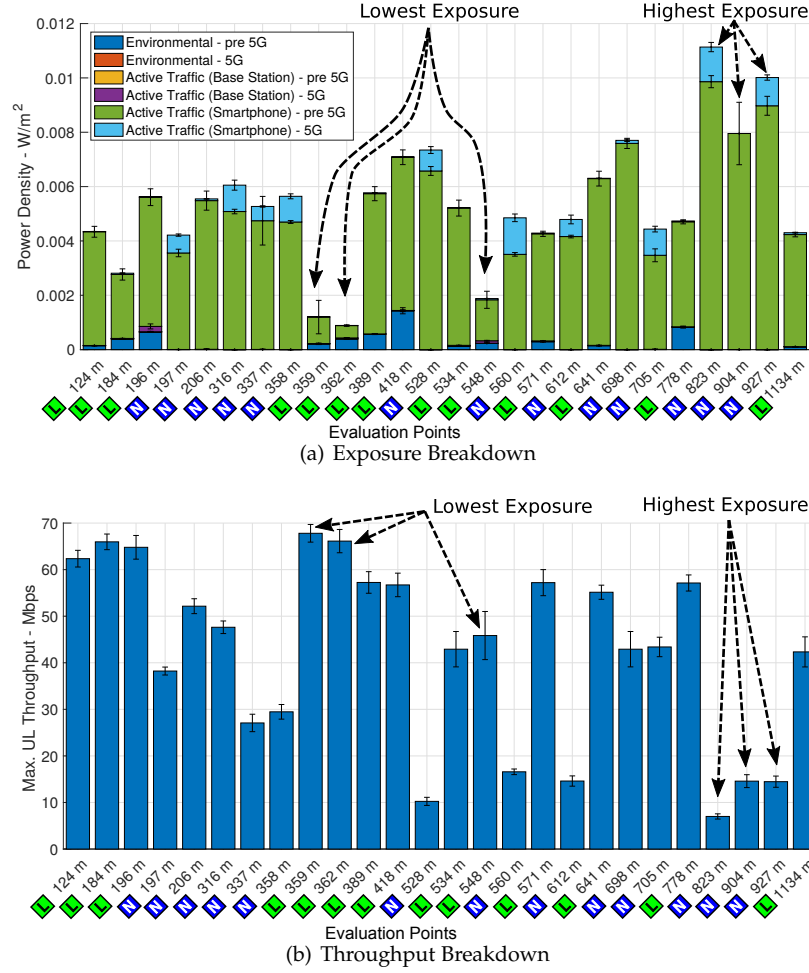 Lowest Exposure
Highest Exposure
0.012
0.01
0.008
0.006
0.004
0.002
0
Power Density - W/m²
Environmental - pre 5G
Environmental - 5G
Active Traffic (Base Station) - pre 5G
Active Traffic (Base Station) - 5G
Active Traffic (Smartphone) - pre 5G
Active Traffic (Smartphone) - 5G
124 m 184 m 196 m 197 m 206 m 316 m 337 m 358 m 359 m 362 m 389 m 418 m 528 m 534 m 548 m 560 m 571 m 612 m 641 m 698 m 705 m 778 m 823 m 904 m 927 m 1134 m
L L L N N N N N L L L L N L L N L N L N N L N N N L
Evaluation Points
(a) Exposure Breakdown
Lowest Exposure
Highest Exposure
70
60
50
40
30
20
10
0
Max. UL Throughput - Mbps
124 m 184 m 196 m 197 m 206 m 316 m 337 m 358 m 359 m 362 m 389 m 418 m 528 m 534 m 548 m 560 m 571 m 612 m 641 m 698 m 705 m 778 m 823 m 904 m 927 m 1134 m
L L L N N N N N L L L L N L L N L N L N N L N N N L
Evaluation Points
(b) Throughput Breakdown